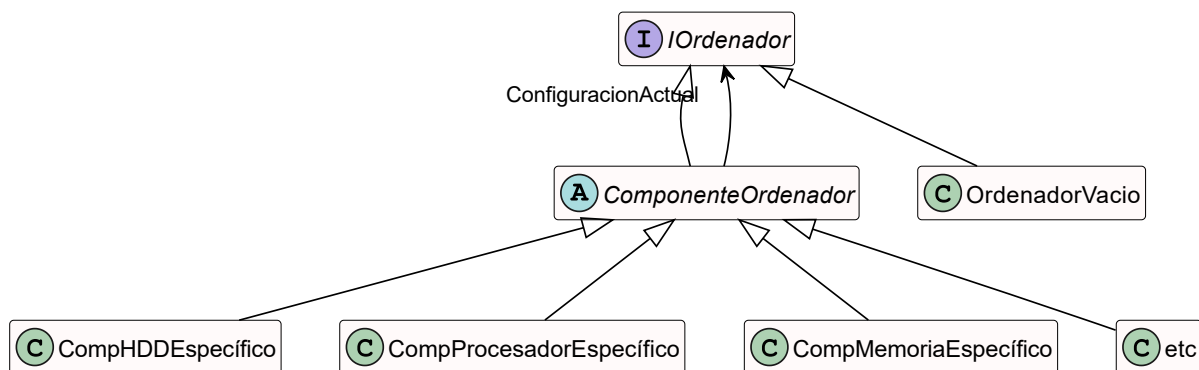 I IOrdenador
ConfiguracionActual
A ComponenteOrdenador
C OrdenadorVacio
C CompHDDEspecífico
C CompProcesadorEspecífico
C CompMemoriaEspecífico
C etc